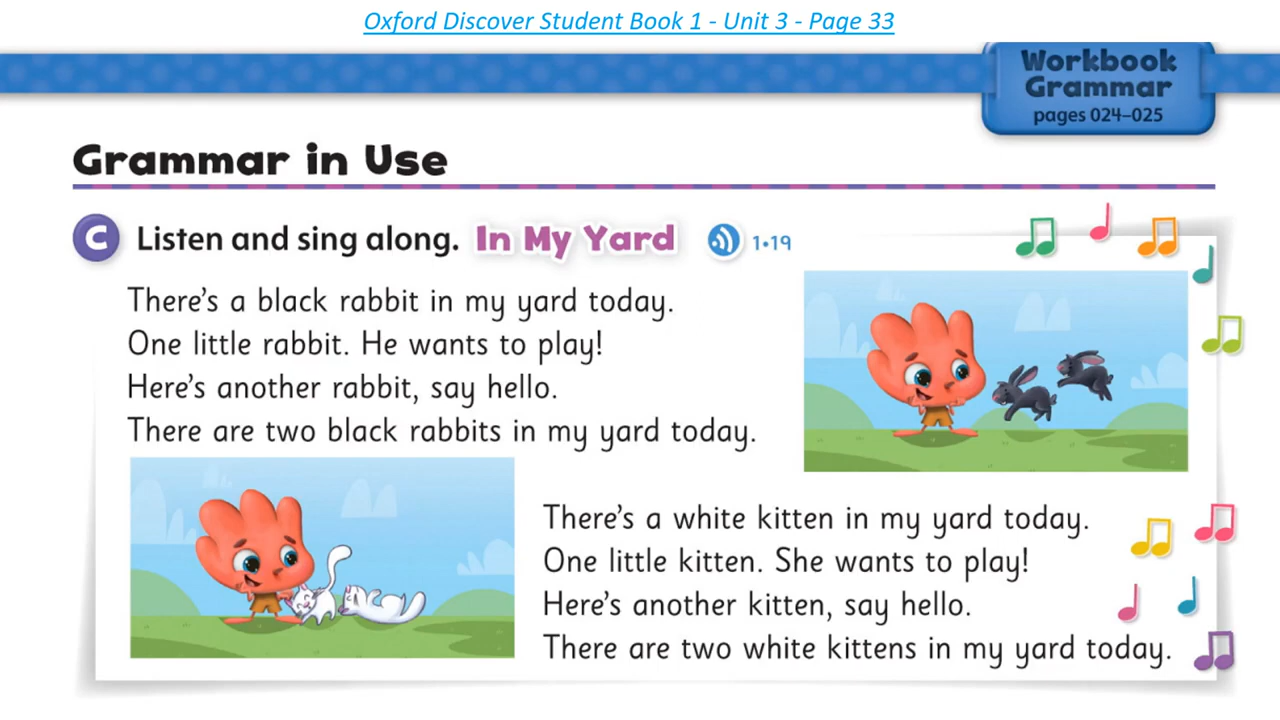 Oxford Discover Student Book 1 - Unit 3 - Page 33
Workbook
Grammar
pages 024–025
Grammar in Use
C Listen and sing along. In My Yard 1•19
There's a black rabbit in my yard today.
One little rabbit. He wants to play!
Here's another rabbit, say hello.
There are two black rabbits in my yard today.
There's a white kitten in my yard today.
One little kitten. She wants to play!
Here's another kitten, say hello.
There are two white kittens in my yard today.